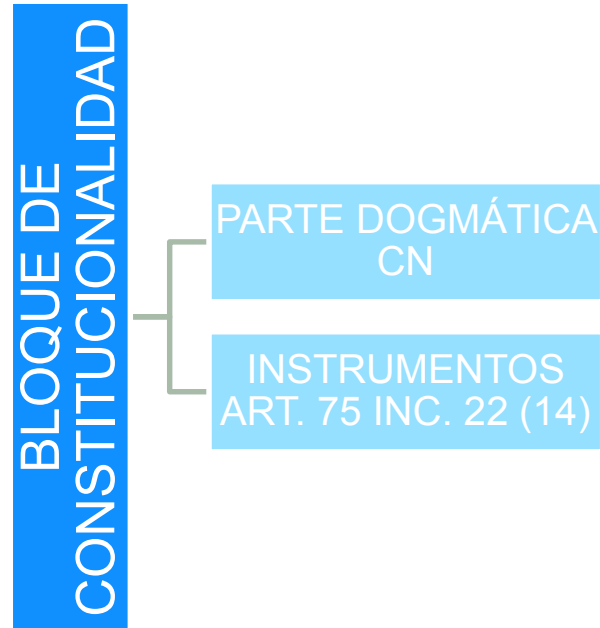 BLOQUE DE
CONSTITUCIONALIDAD
PARTE DOGMÁTICA
CN
INSTRUMENTOS
ART. 75 INC. 22 (14)